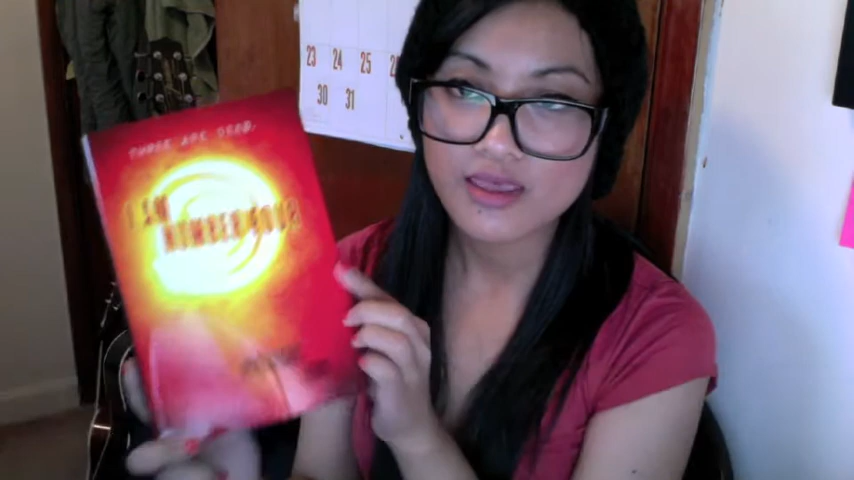 23 24 25
30 31
THREE ARE DEAD.
I AM
NUMBER FOUR